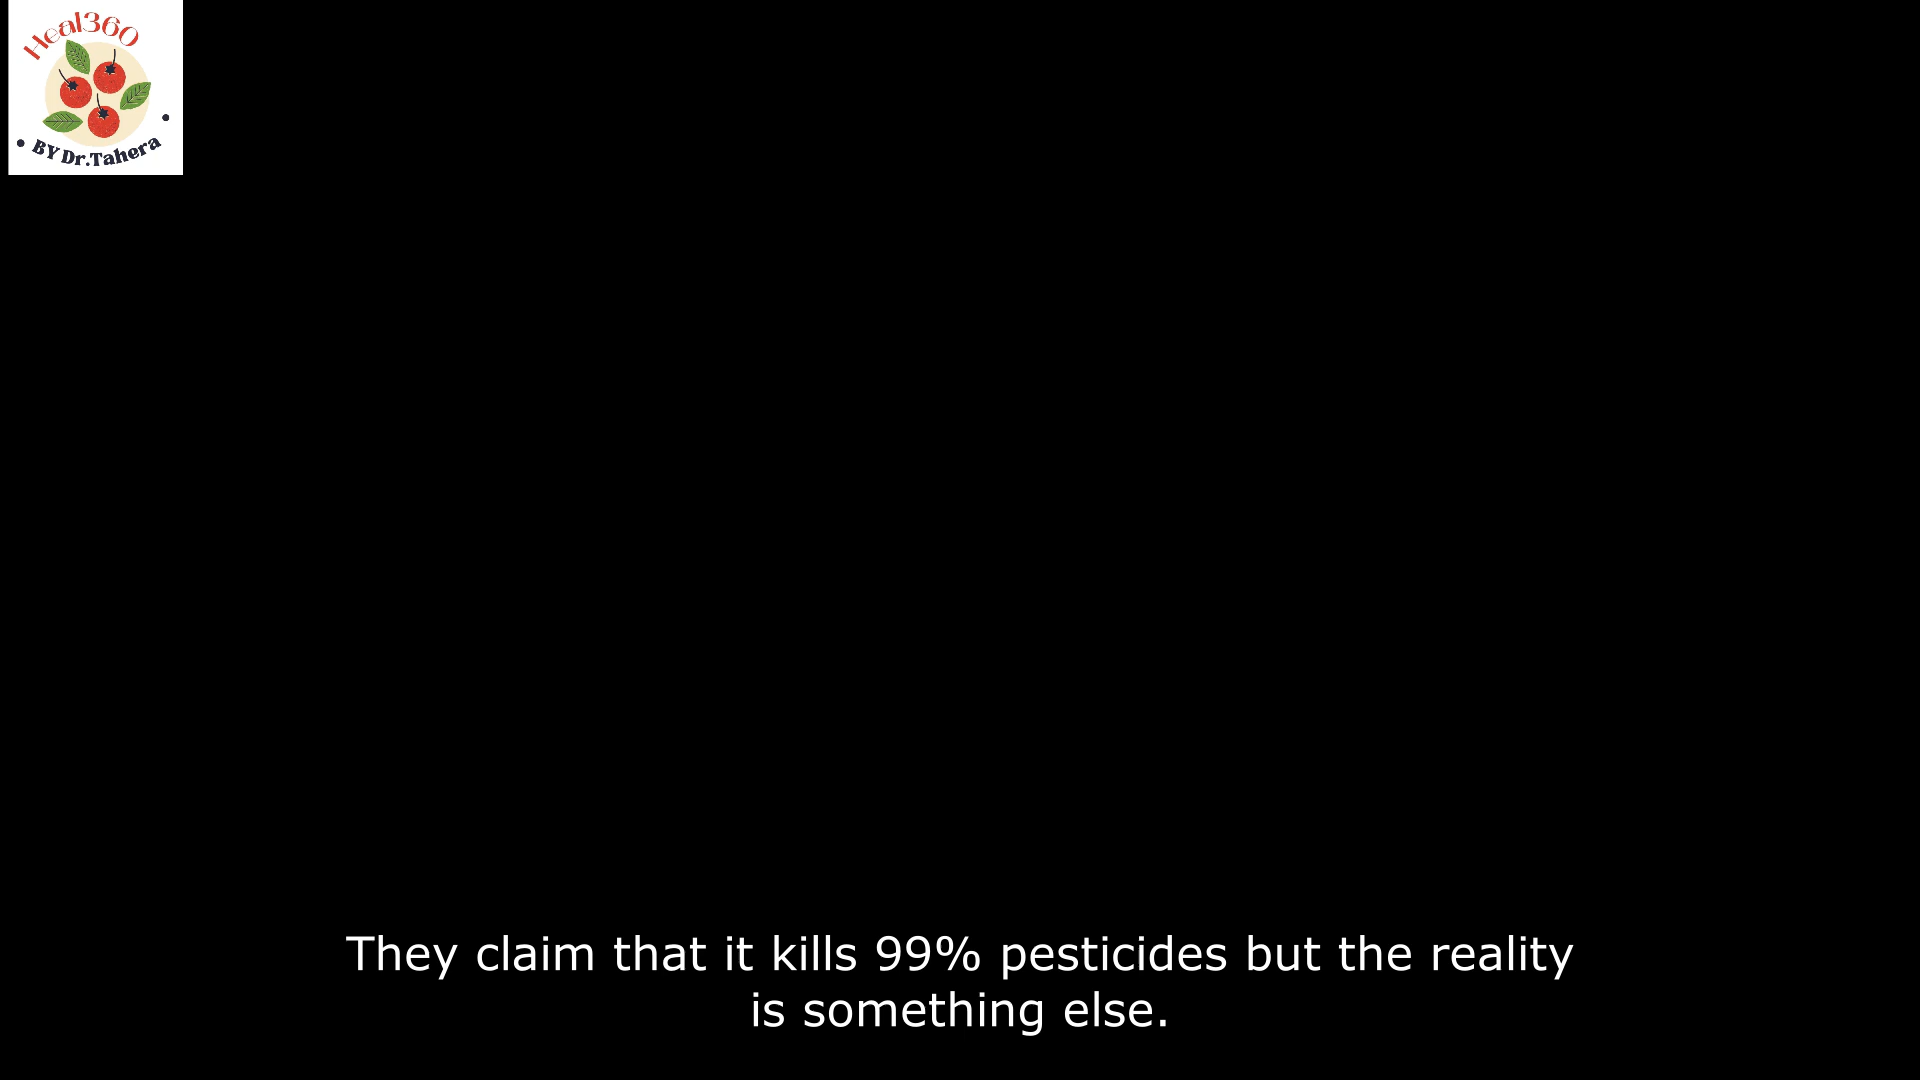 Heal360
BY Dr.Tahera
They claim that it kills 99% pesticides but the reality
is something else.